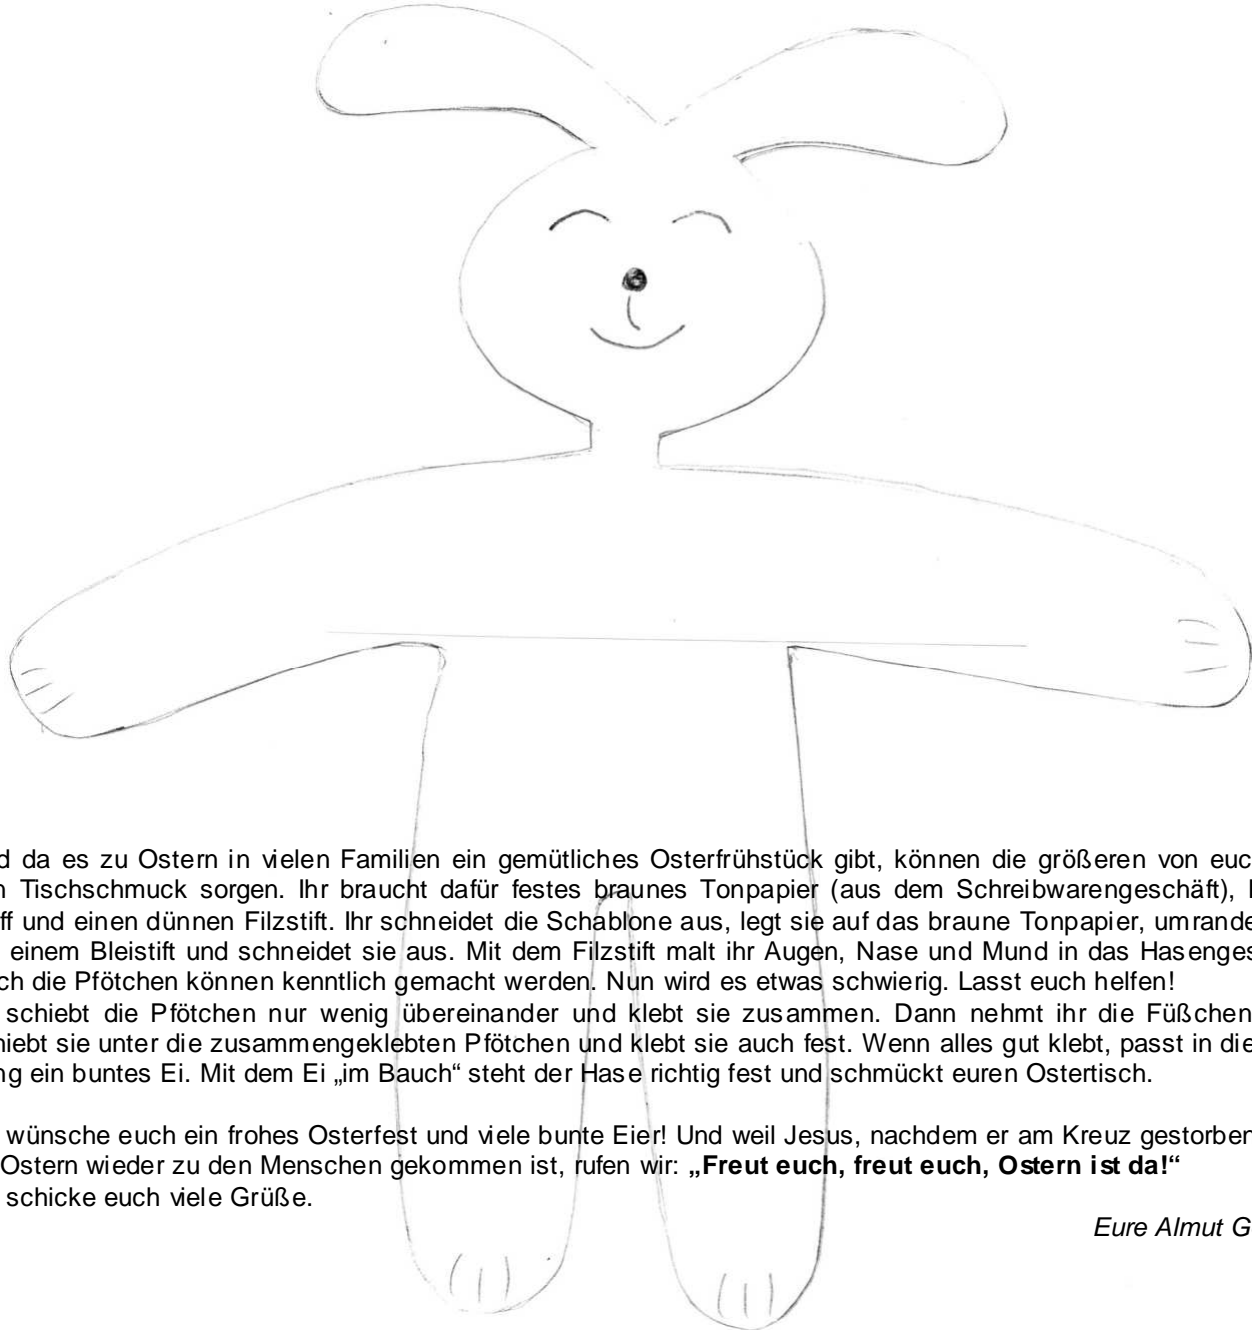 d da es zu Ostern in vielen Familien ein gemütliches Osterfrühstück gibt, können die größeren von euc
n Tischschmuck sorgen. Ihr braucht dafür festes braunes Tonpapier (aus dem Schreibwarengeschäft),
ff und einen dünnen Filzstift. Ihr schneidet die Schablone aus, legt sie auf das braune Tonpapier, umrande
einem Bleistift und schneidet sie aus. Mit dem Filzstift malt ihr Augen, Nase und Mund in das Hasenges
ch die Pfötchen können kenntlich gemacht werden. Nun wird es etwas schwierig. Lasst euch helfen!
schiebt die Pfötchen nur wenig übereinander und klebt sie zusammen. Dann nehmt ihr die Füßchen
hiebt sie unter die zusammengeklebten Pfötchen und klebt sie auch fest. Wenn alles gut klebt, passt in die
ng ein buntes Ei. Mit dem Ei „im Bauch“ steht der Hase richtig fest und schmückt euren Ostertisch.
wünsche euch ein frohes Osterfest und viele bunte Eier! Und weil Jesus, nachdem er am Kreuz gestorben
Ostern wieder zu den Menschen gekommen ist, rufen wir: „Freut euch, freut euch, Ostern ist da!“
schicke euch viele Grüße.
Eure Almut G